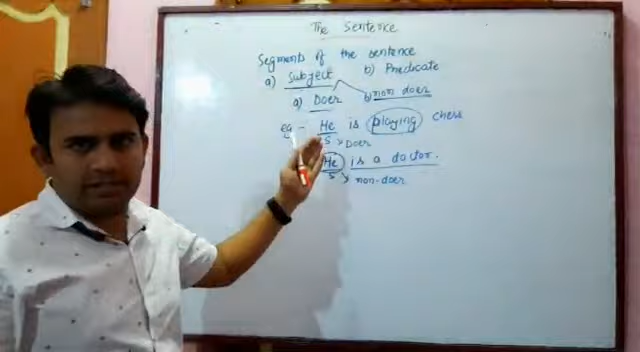 The Sentence
Segments of the sentence
a) Subject b) Predicate
a) Doer b) non doer
eg - He is playing chess
S → Doer
He is a doctor.
S → non-doer